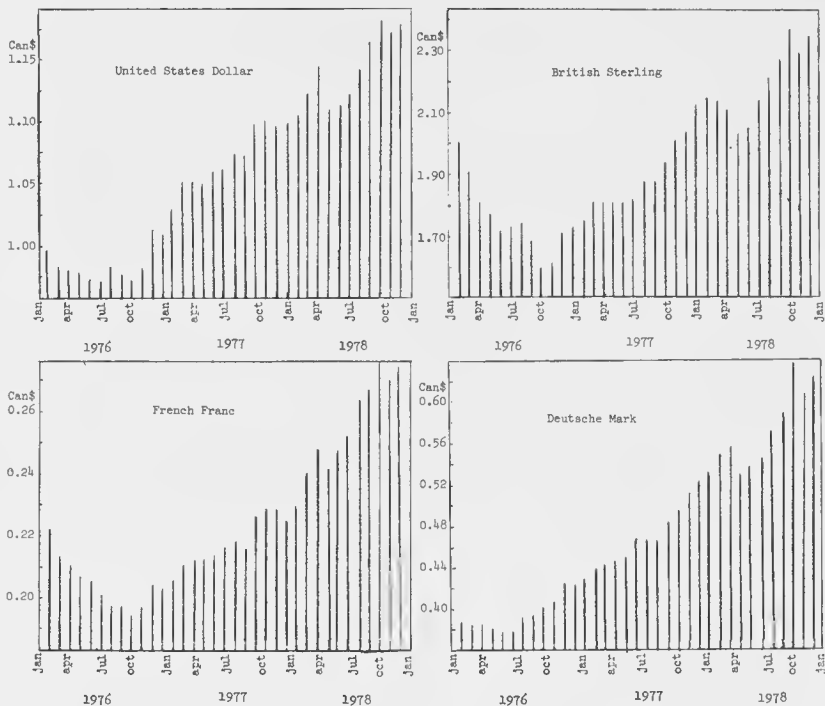 Can$
1.15
1.10
1.05
1.00
United States Dollar
jan
apr
jul
oct
jan
apr
jul
oct
jan
apr
jul
oct
jan
1976
1977
1978
Can$
2.30
2.10
1.90
1.70
British Sterling
jan
apr
jul
oct
jan
apr
jul
oct
jan
apr
jul
oct
jan
1976
1977
1978
Can$
0.26
0.24
0.22
0.20
French Franc
jan
apr
jul
oct
jan
apr
jul
oct
jan
apr
jul
oct
jan
1976
1977
1978
Can$
0.60
0.56
0.52
0.48
0.44
0.40
Deutsche Mark
jan
apr
jul
oct
jan
apr
jul
oct
jan
apr
jul
oct
jan
1976
1977
1978